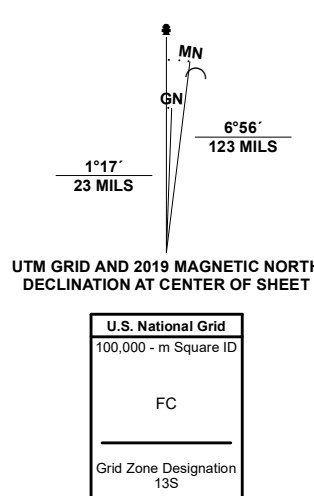 MN
GN
6°56´
123 MILS
1°17´
23 MILS
UTM GRID AND 2019 MAGNETIC NORTH
DECLINATION AT CENTER OF SHEET
U.S. National Grid
100,000 - m Square ID
FC
Grid Zone Designation
13S